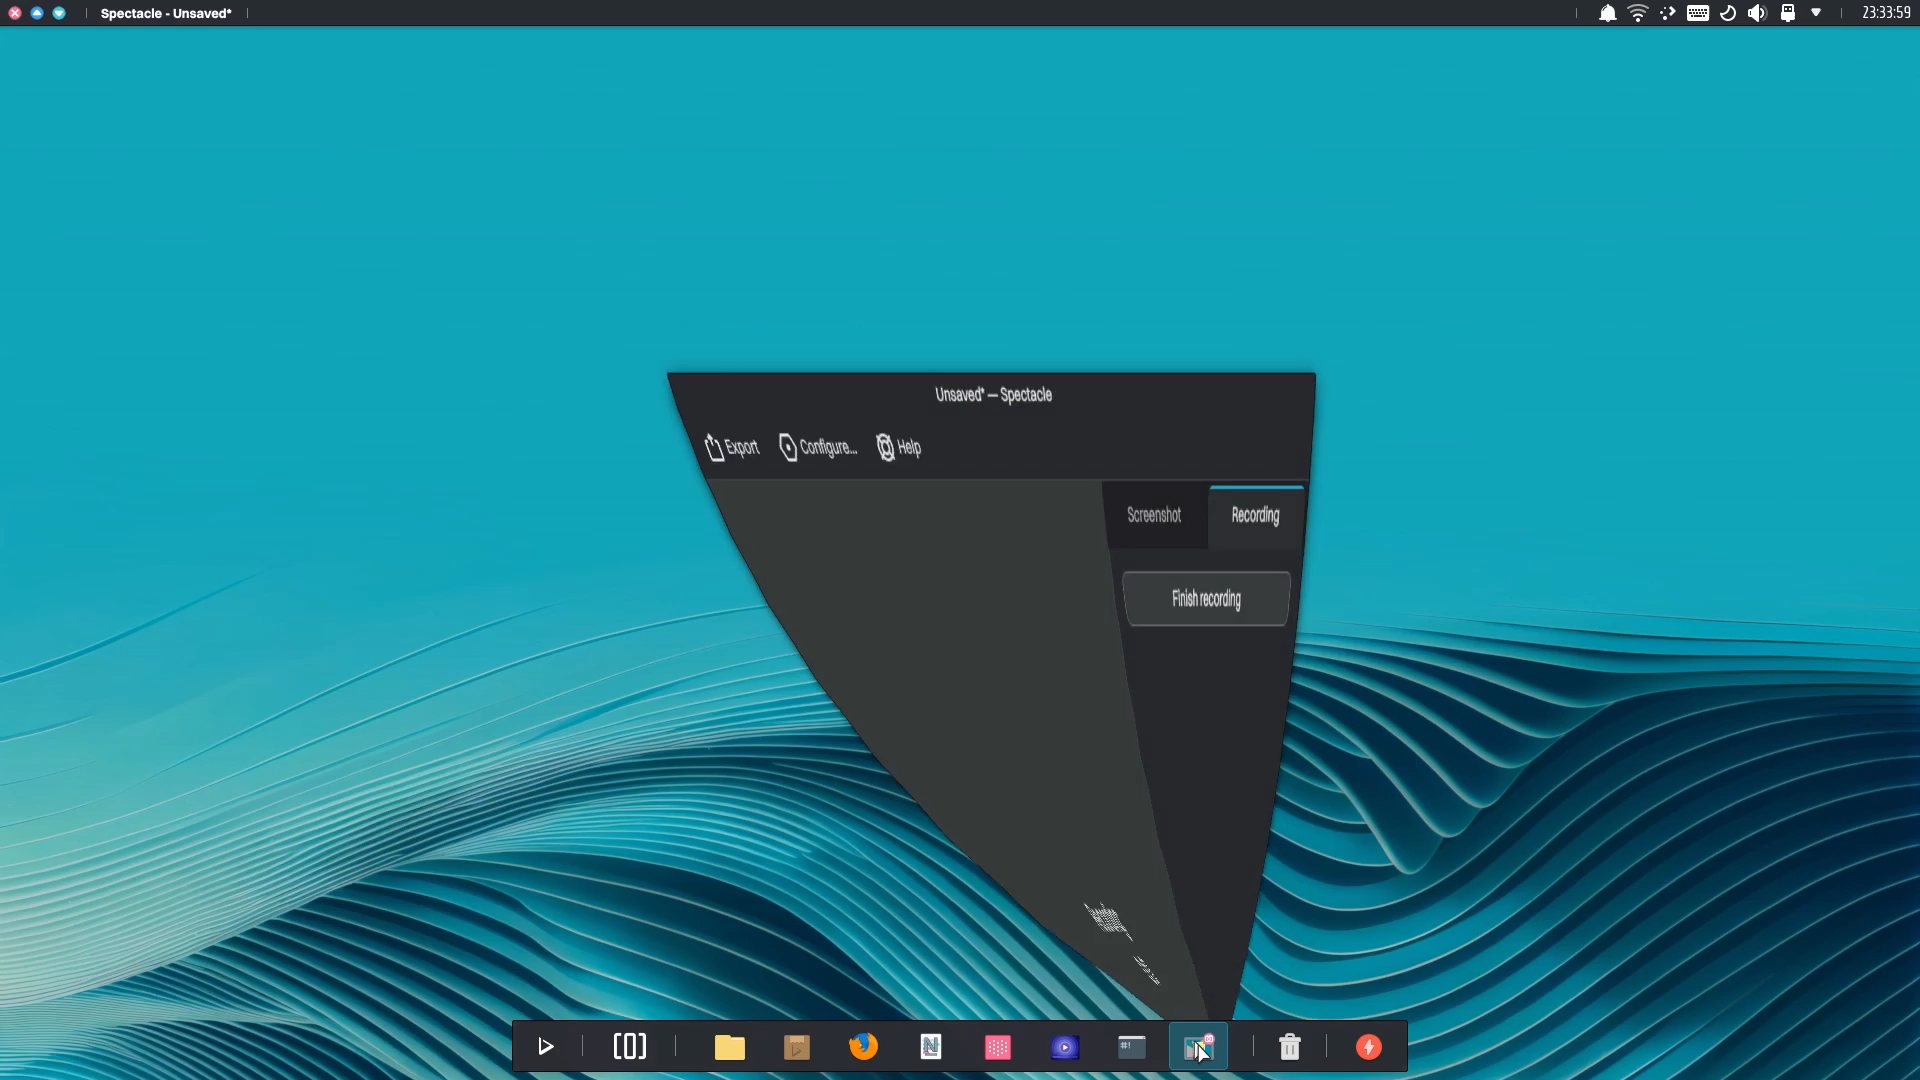 Spectacle - Unsaved*
23:33:59
Unsaved* — Spectacle
Export Configure... Help
Screenshot Recording
Finish recording